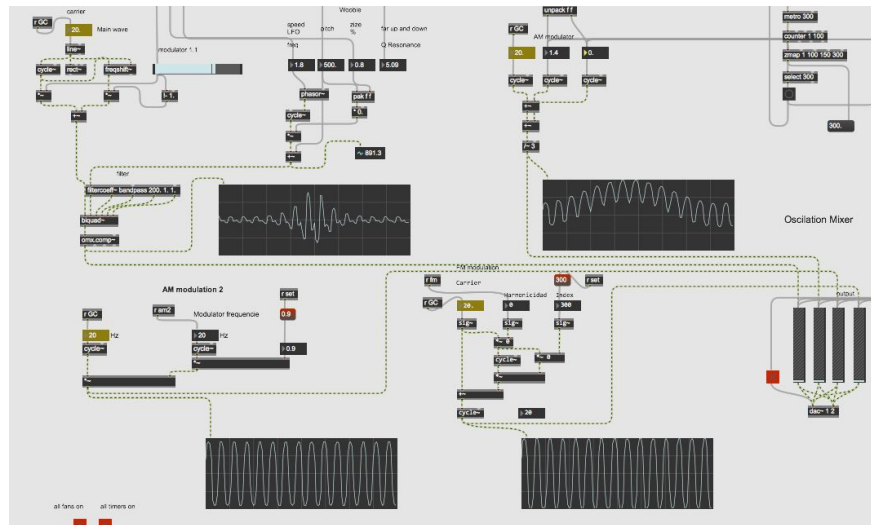 carrier
r GC
20.
Main wave
line~
modulator 1.1
cycle~
rect~
freqshift~
*~
*~
!- 1.
+~
Wooble
speed
LFO
pitch
zize
%
far up and down
freq
Q Resonance
1.8
500.
0.8
5.09
phasor~
pak f f
cycle~
* 0.
*~
+~
~ 891.3
filter
filtercoeff~ bandpass 200. 1. 1.
biquad~
omx.comp~
unpack f f
AM modulator
r GC
20.
1.4
0.
cycle~
cycle~
cycle~
+~
+~
/~ 3
metro 300
counter 1 100
zmap 1 100 150 300
select 300
300.
Oscilation Mixer
AM modulation 2
r GC
r am2
r set
Modulator frequencie
0.9
20
Hz
20
Hz
0.9
cycle~
cycle~
*~
*~
FM modulation
r fm
Carrier
300
r set
r GC
Harmonicidad
Index
20.
0
300
sig~
sig~
sig~
*~ 0
cycle~
*~ 0
*~
+~
cycle~
20
output
dac~ 1 2
all fans on
all timers on